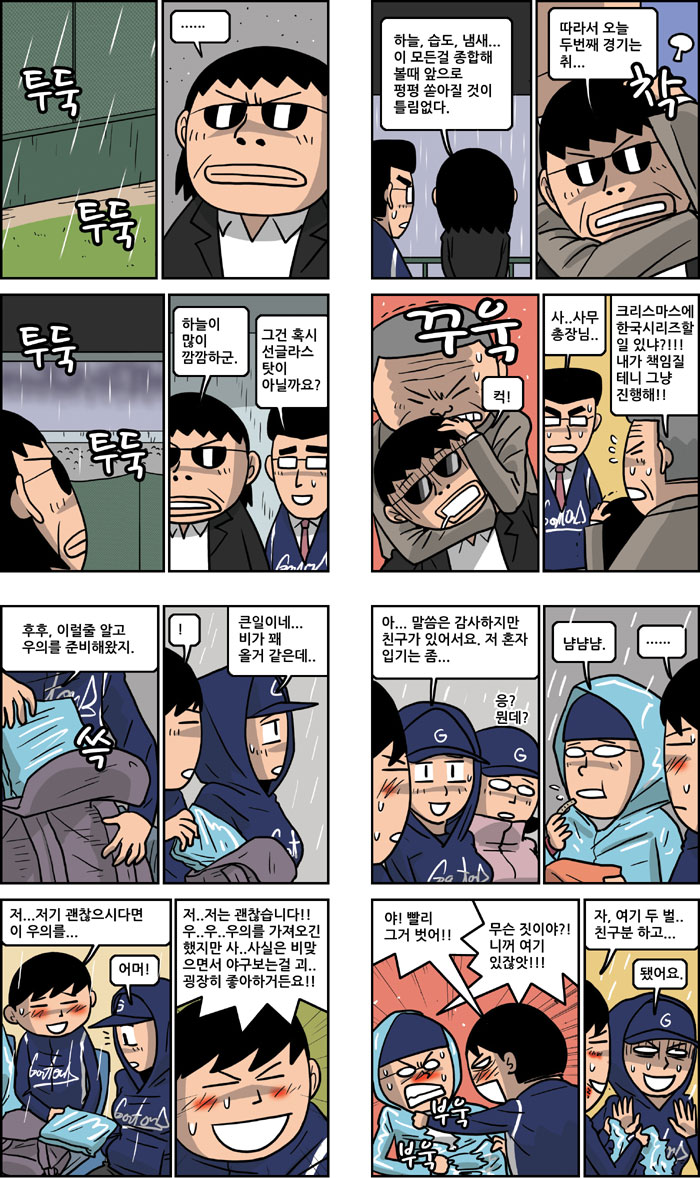 투둑
투둑
......
투둑
투둑
하늘이
많이
깜깜하군.
그건 혹시
선글라스
탓이
아닐까요?
하늘, 습도, 냄새...
이 모든걸 종합해
볼때 앞으로
펑펑 쏟아질 것이
틀림없다.
따라서 오늘
두번째 경기는
취...
착
꾸욱
컥!
사..사무
총장님..
크리스마스에
한국시리즈할
일 있냐?!!!
내가 책임질
테니 그냥
진행해!!
후후, 이럴줄 알고
우의를 준비해왔지.
쓱
!
큰일이네...
비가 꽤
올거 같은데..
저...저기 괜찮으시다면
이 우의를...
어머!
저..저는 괜찮습니다!!
우..우..우의를 가져오긴
했지만 사..사실은 비맞
으면서 야구보는걸 괴..
굉장히 좋아하거든요!!
아... 말씀은 감사하지만
친구가 있어서요. 저 혼자
입기는 좀...
응?
뭔데?
G
G
냠냠냠.
......
야! 빨리
그거 벗어!!
무슨 짓이야?!
니꺼 여기
있잖앗!!!
부욱
부욱
자, 여기 두 벌..
친구분 하고...
됐어요.
G